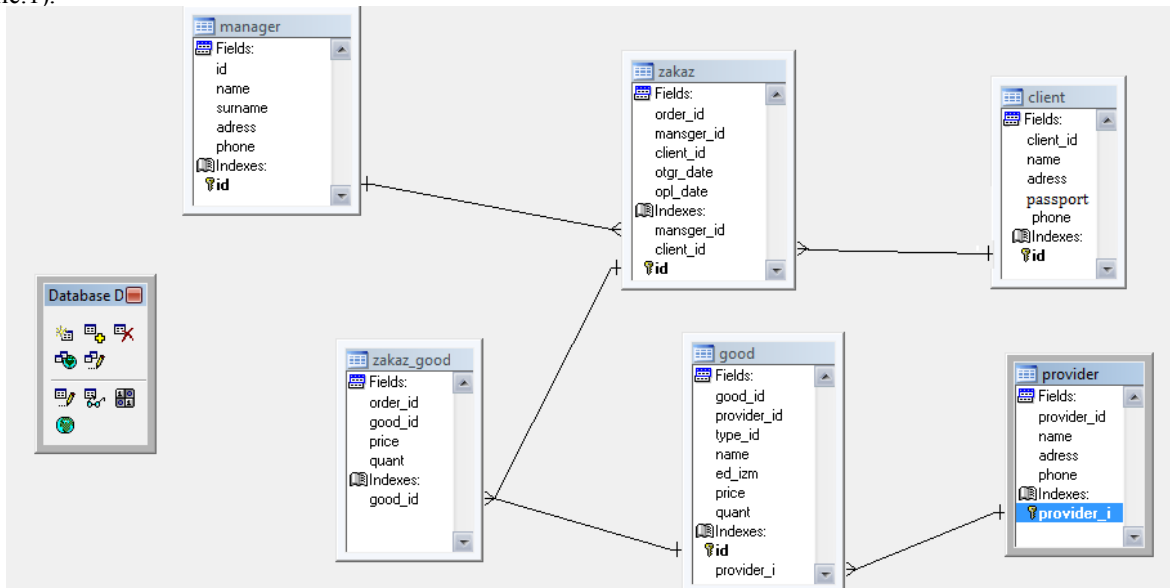 manager
Fields:
id
name
surname
adress
phone
Indexes:
id
zakaz
Fields:
order_id
mansger_id
client_id
otgr_date
opl_date
Indexes:
mansger_id
client_id
id
client
Fields:
client_id
name
adress
passport
phone
Indexes:
id
Database D
zakaz_good
Fields:
order_id
good_id
price
quant
Indexes:
good_id
good
Fields:
good_id
provider_id
type_id
name
ed_izm
price
quant
Indexes:
id
provider_i
provider
Fields:
provider_id
name
adress
phone
Indexes:
provider_i